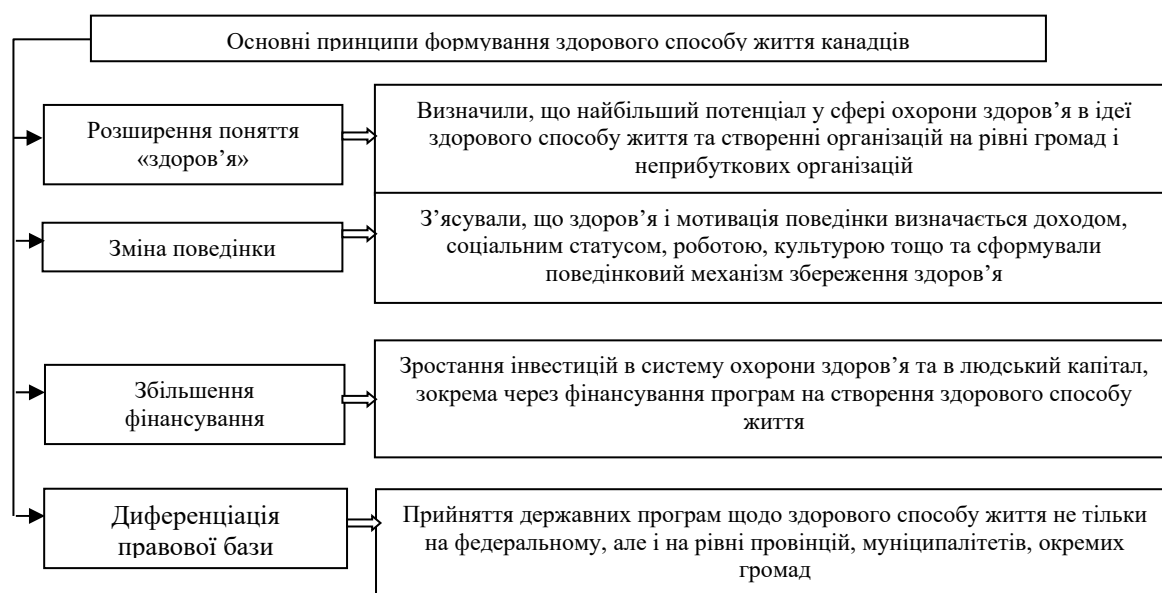 Основні принципи формування здорового способу життя канадців
Розширення поняття
«здоров’я»
Визначили, що найбільший потенціал у сфері охорони здоров’я в ідеї
здорового способу життя та створенні організацій на рівні громад і
неприбуткових організацій
Зміна поведінки
З’ясували, що здоров’я і мотивація поведінки визначається доходом,
соціальним статусом, роботою, культурою тощо та сформували
поведінковий механізм збереження здоров’я
Збільшення
фінансування
Зростання інвестицій в систему охорони здоров’я та в людський капітал,
зокрема через фінансування програм на створення здорового способу
життя
Диференціація
правової бази
Прийняття державних програм щодо здорового способу життя не тільки
на федеральному, але і на рівні провінцій, муніципалітетів, окремих
громад